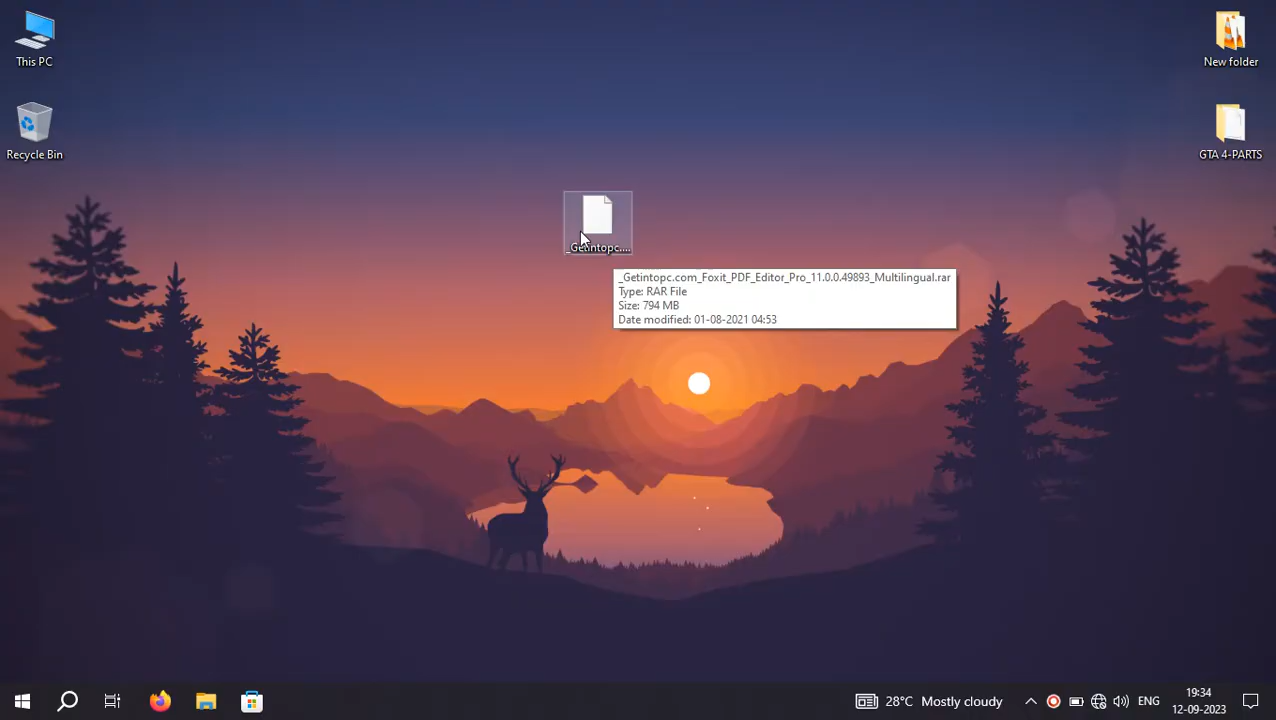 This PC
Recycle Bin
New folder
GTA 4-PARTS
_Getintopc....
_Getintopc.com_Foxit_PDF_Editor_Pro_11.0.0.49893_Multilingual.rar
Type: RAR File
Size: 794 MB
Date modified: 01-08-2021 04:53
28°C Mostly cloudy
ENG
19:34
12-09-2023